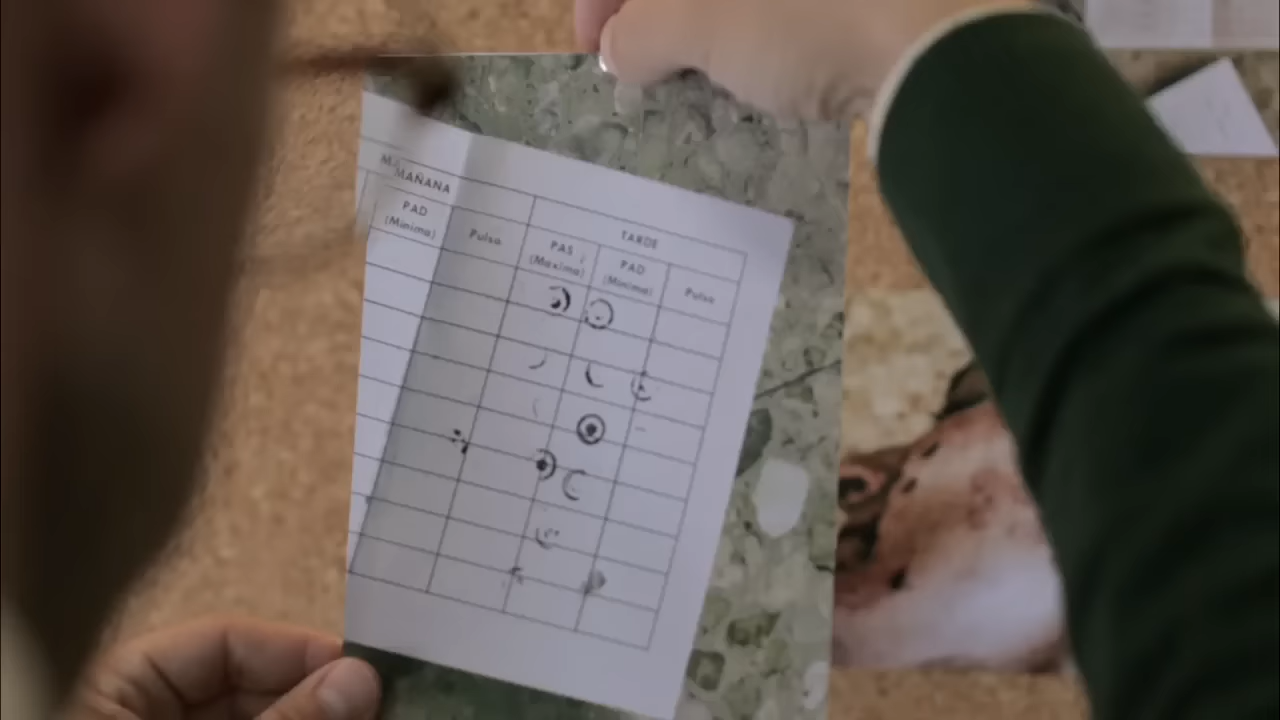 MAÑANA
TARDE
PAD
(Mínima)
Pulso
PAS
(Máxima)
PAD
(Mínima)
Pulso